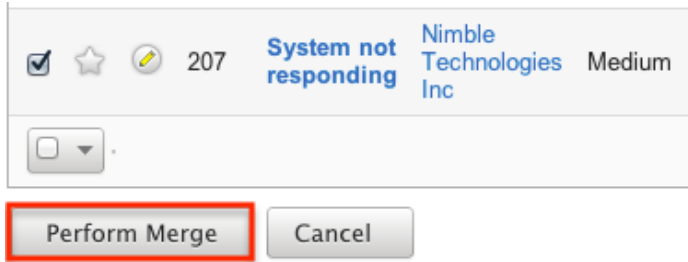 207 System not responding Nimble Technologies Inc Medium
Perform Merge Cancel